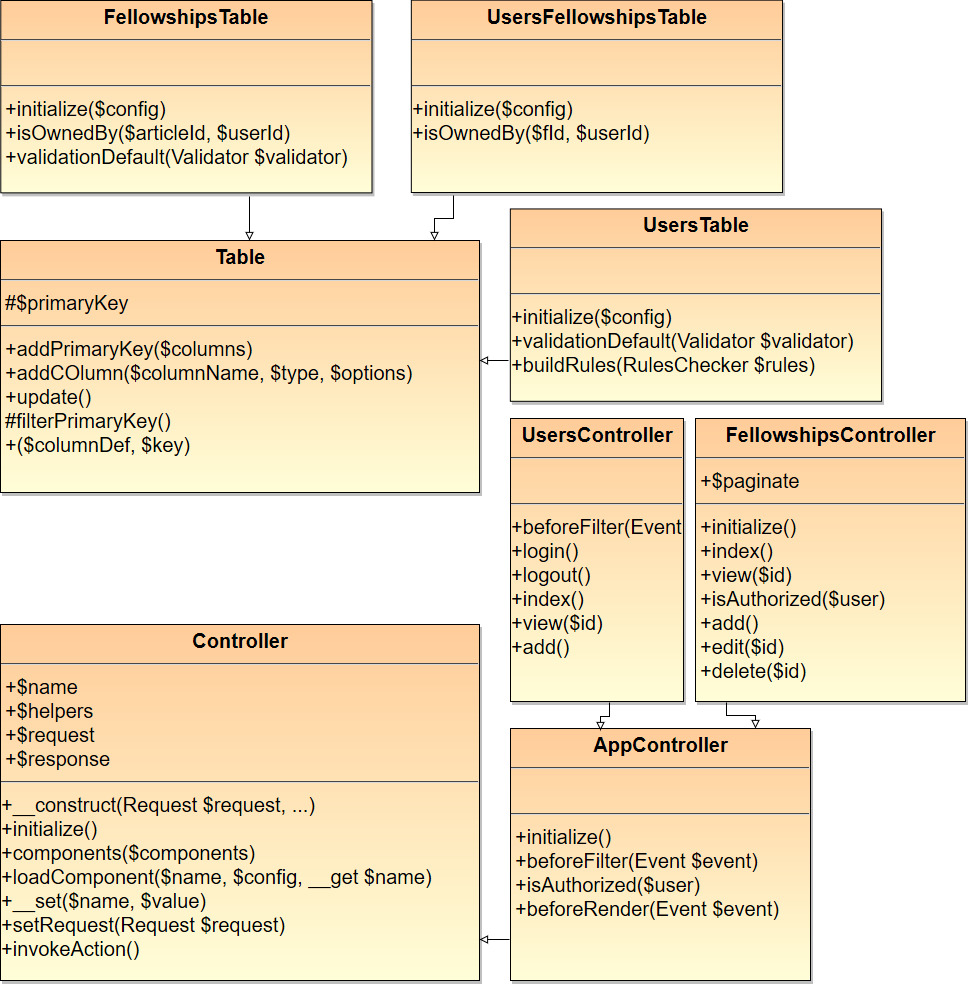 FellowshipsTable
+initialize($config)
+isOwnedBy($articleId, $userId)
+validationDefault(Validator $validator)
UsersFellowshipsTable
+initialize($config)
+isOwnedBy($fId, $userId)
UsersTable
+initialize($config)
+validationDefault(Validator $validator)
+buildRules(RulesChecker $rules)
Table
#$primaryKey
+addPrimaryKey($columns)
+addCOlumn($columnName, $type, $options)
+update()
#filterPrimaryKey()
+($columnDef, $key)
UsersController
+beforeFilter(Event
+login()
+logout()
+index()
+view($id)
+add()
FellowshipsController
+$paginate
+initialize()
+index()
+view($id)
+isAuthorized($user)
+add()
+edit($id)
+delete($id)
Controller
+$name
+$helpers
+$request
+$response
+__construct(Request $request, ...)
+initialize()
+components($components)
+loadComponent($name, $config, __get $name)
+__set($name, $value)
+setRequest(Request $request)
+invokeAction()
AppController
+initialize()
+beforeFilter(Event $event)
+isAuthorized($user)
+beforeRender(Event $event)